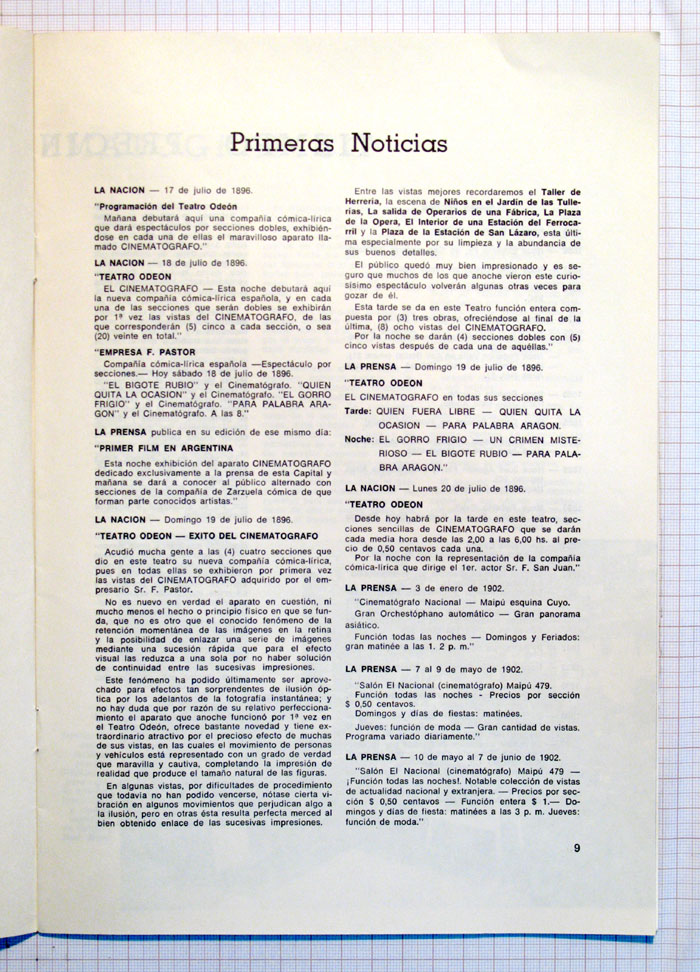 Primeras Noticias
LA NACION — 17 de julio de 1896.
"Programación del Teatro Odeón
Mañana debutará aquí una compañía cómica-lírica
que dará espectáculos por secciones dobles, exhibién-
dose en cada una de ellas el maravilloso aparato lla-
mado CINEMATOGRAFO."
LA NACION — 18 de julio de 1896.
"TEATRO ODEON
EL CINEMATOGRAFO — Esta noche debutará aquí
la nueva compañía cómica-lírica española, y en cada
una de las secciones que serán dobles se exhibirán
por 1ª vez las vistas del CINEMATOGRAFO, de las
que corresponderán (5) cinco a cada sección, o sea
(20) veinte en total."
"EMPRESA F. PASTOR
Compañía cómica-lírica española —Espectáculo por
secciones.— Hoy sábado 18 de julio de 1896.
"EL BIGOTE RUBIO" y el Cinematógrafo. "QUIEN
QUITA LA OCASION" y el Cinematógrafo. "EL GORRO
FRIGIO" y el Cinematógrafo. "PARA PALABRA ARA-
GON" y el Cinematógrafo. A las 8."
LA PRENSA publica en su edición de ese mismo día:
"PRIMER FILM EN ARGENTINA
Esta noche exhibición del aparato CINEMATOGRAFO
dedicado exclusivamente a la prensa de esta Capital y
mañana se dará a conocer al público alternado con
secciones de la compañía de Zarzuela cómica de que
forman parte conocidos artistas."
LA NACION — Domingo 19 de julio de 1896.
"TEATRO ODEON — EXITO DEL CINEMATOGRAFO
Acudió mucha gente a las (4) cuatro secciones que
dio en este teatro su nueva compañía cómica-lírica,
pues en todas ellas se exhibieron por primera vez
las vistas del CINEMATOGRAFO adquirido por el em-
presario Sr. F. Pastor.
No es nuevo en verdad el aparato en cuestión, ni
mucho menos el hecho o principio físico en que se fun-
da, que no es otro que el conocido fenómeno de la
retención momentánea de las imágenes en la retina
y la posibilidad de enlazar una serie de imágenes
mediante una sucesión rápida que para el efecto
visual las reduzca a una sola por no haber solución
de continuidad entre las sucesivas impresiones.
Este fenómeno ha podido últimamente ser aprove-
chado para efectos tan sorprendentes de ilusión óp-
tica por los adelantos de la fotografía instantánea; y
no hay duda que por razón de su relativo perfecciona-
miento el aparato que anoche funcionó por 1ª vez en
el Teatro Odeón, ofrece bastante novedad y tiene ex-
traordinario atractivo por el precioso efecto de muchas
de sus vistas, en las cuales el movimiento de personas
y vehículos está representado con un grado de verdad
que maravilla y cautiva, completando la impresión de
realidad que produce el tamaño natural de las figuras.
En algunas vistas, por dificultades de procedimiento
que todavía no han podido vencerse, nótase cierta vi-
bración en algunos movimientos que perjudican algo a
la ilusión, pero en otras ésta resulta perfecta merced al
bien obtenido enlace de las sucesivas impresiones.
Entre las vistas mejores recordaremos el Taller de
Herrería, la escena de Niños en el Jardín de las Tulle-
rías, La salida de Operarios de una Fábrica, La Plaza
de la Opera, El Interior de una Estación del Ferroca-
rril y la Plaza de la Estación de San Lázaro, esta últi-
ma especialmente por su limpieza y la abundancia de
sus buenos detalles.
El público quedó muy bien impresionado y es se-
guro que muchos de los que anoche vieron este curio-
sísimo espectáculo volverán algunas otras veces para
gozar de él.
Esta tarde se da en este Teatro función entera com-
puesta por (3) tres obras, ofreciéndose al final de la
última, (8) ocho vistas del CINEMATOGRAFO.
Por la noche se darán (4) secciones dobles con (5)
cinco vistas después de cada una de aquéllas."
LA PRENSA — Domingo 19 de julio de 1896.
"TEATRO ODEON
EL CINEMATOGRAFO en todas sus secciones
Tarde: QUIEN FUERA LIBRE — QUIEN QUITA LA
OCASION — PARA PALABRA ARAGON.
Noche: EL GORRO FRIGIO — UN CRIMEN MISTE-
RIOSO — EL BIGOTE RUBIO — PARA PALA-
BRA ARAGON."
LA NACION — Lunes 20 de julio de 1896.
"TEATRO ODEON
Desde hoy habrá por la tarde en este teatro, sec-
ciones sencillas de CINEMATOGRAFO que se darán
cada media hora desde las 2,00 a las 6,00 hs. al pre-
cio de 0,50 centavos cada una.
Por la noche con la representación de la compañía
cómica-lírica que dirige el 1er. actor Sr. F. San Juan."
LA PRENSA — 3 de enero de 1902.
"Cinematógrafo Nacional — Maipú esquina Cuyo.
Gran Orchestóphano automático — Gran panorama
asiático.
Función todas las noches — Domingos y Feriados:
gran matinée a las 1. 2 p. m."
LA PRENSA — 7 al 9 de mayo de 1902.
"Salón El Nacional (cinematógrafo) Maipú 479.
Función todas las noches - Precios por sección
$ 0,50 centavos.
Domingos y días de fiestas: matinées.
Jueves: función de moda — Gran cantidad de vistas.
Programa variado diariamente."
LA PRENSA — 10 de mayo al 7 de junio de 1902.
"Salón El Nacional (cinematógrafo) Maipú 479 —
¡Función todas las noches!. Notable colección de vistas
de actualidad nacional y extranjera. — Precios por sec-
ción $ 0,50 centavos — Función entera $ 1.— Do-
mingos y días de fiesta: matinées a las 3 p. m. Jueves:
función de moda."
9